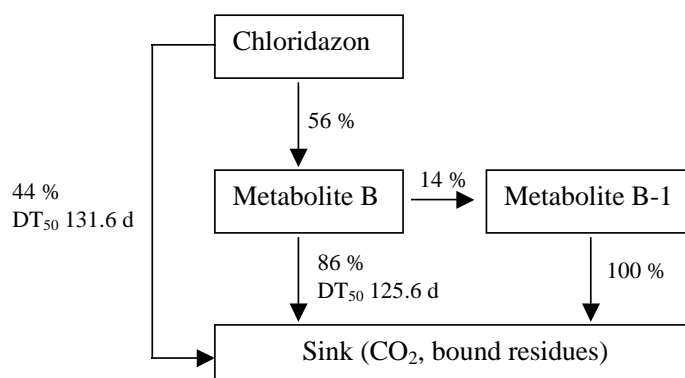 Chloridazon
56 %
44 %
DT₅₀ 131.6 d
Metabolite B
14 %
Metabolite B-1
86 %
DT₅₀ 125.6 d
100 %
Sink (CO₂, bound residues)